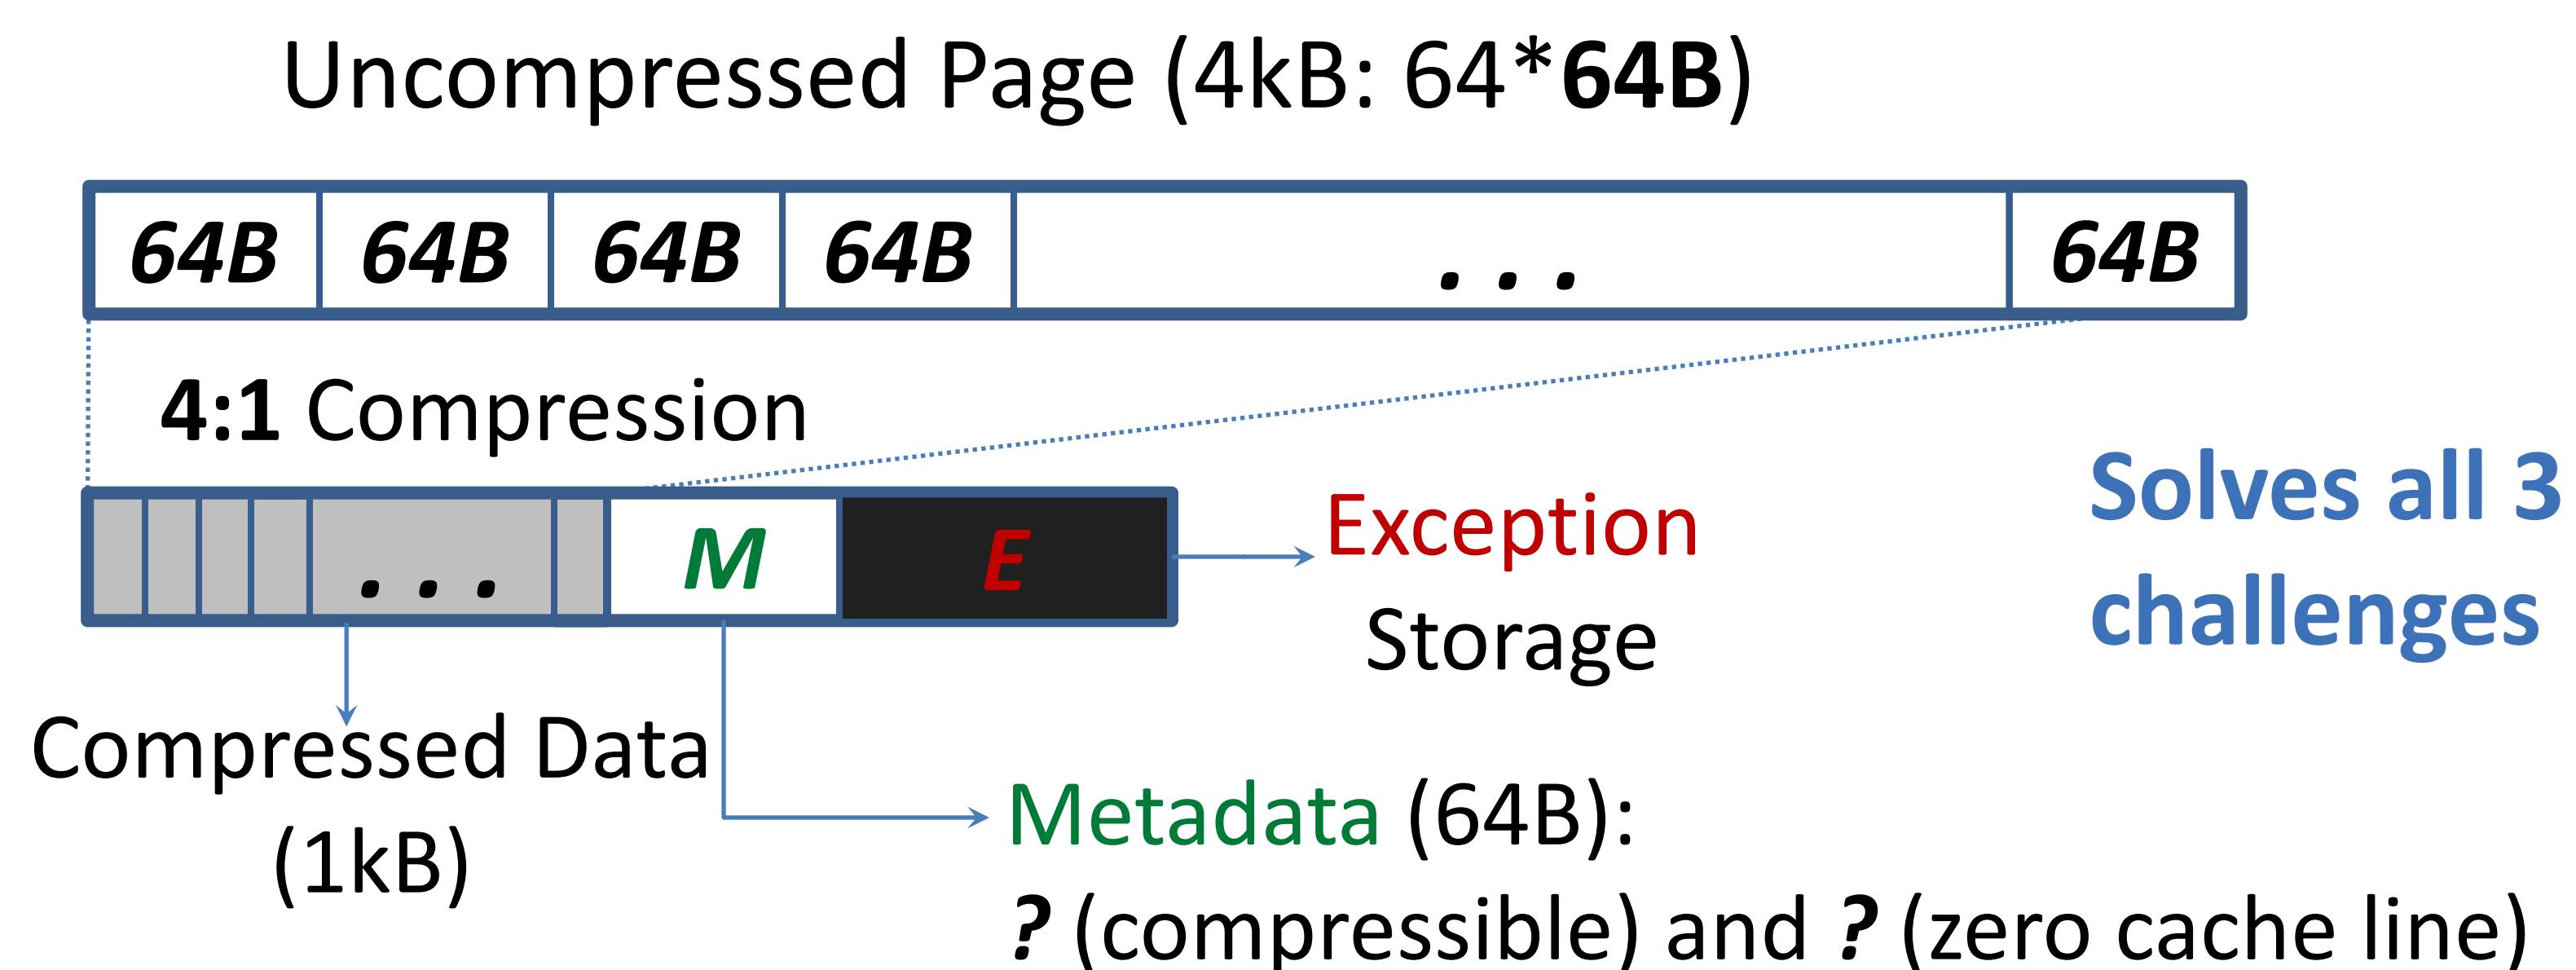 Uncompressed Page (4kB: 64*64B)
64B 64B 64B 64B . . . 64B
4:1 Compression
Solves all 3
challenges
. . . M E
Exception
Storage
Compressed Data
(1kB)
Metadata (64B):
? (compressible) and ? (zero cache line)